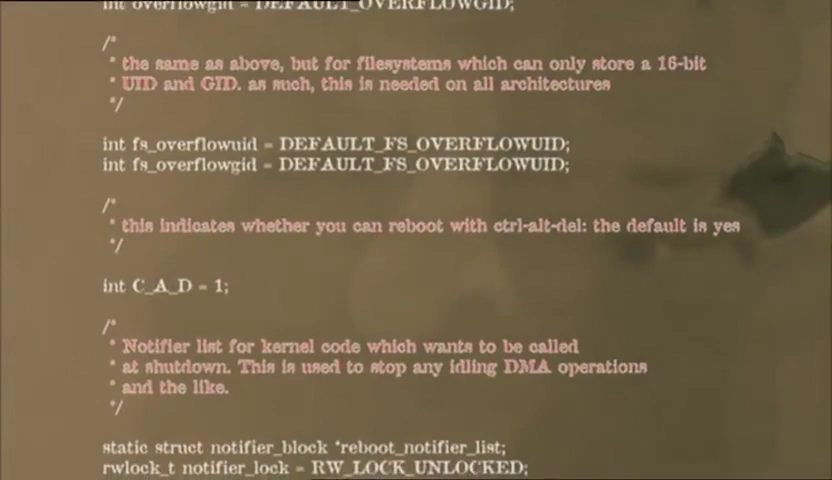 int overflowgid = DEFAULT_OVERFLOWGID;
/*
* the same as above, but for filesystems which can only store a 16-bit
* UID and GID. as such, this is needed on all architectures
*/
int fs_overflowuid = DEFAULT_FS_OVERFLOWUID;
int fs_overflowgid = DEFAULT_FS_OVERFLOWUID;
/*
* this indicates whether you can reboot with ctrl-alt-del: the default is yes
*/
int C_A_D = 1;
/*
* Notifier list for kernel code which wants to be called
* at shutdown. This is used to stop any idling DMA operations
* and the like.
*/
static struct notifier_block *reboot_notifier_list;
rwlock_t notifier_lock = RW_LOCK_UNLOCKED;